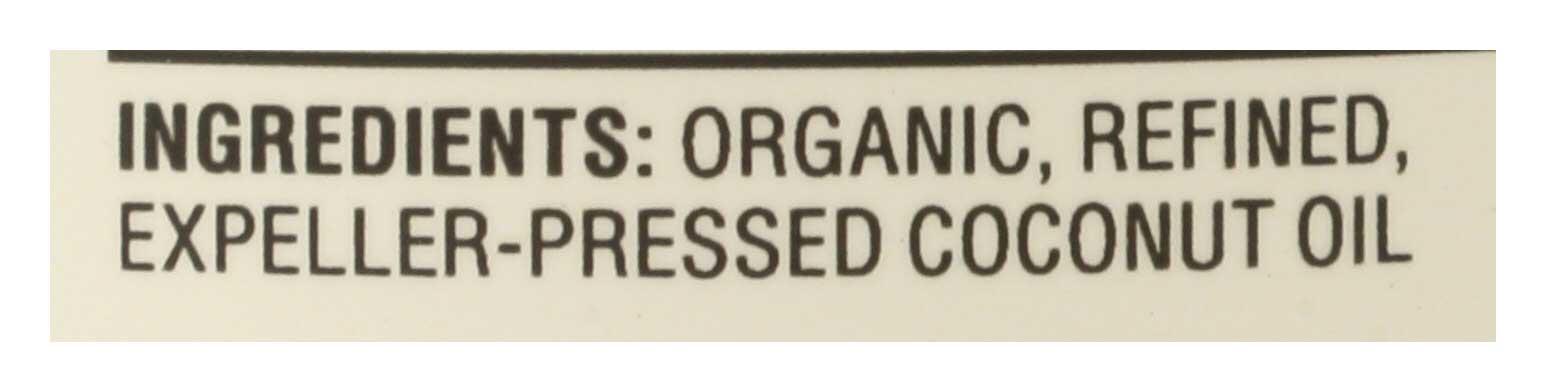 INGREDIENTS: ORGANIC, REFINED,
EXPELLER-PRESSED COCONUT OIL